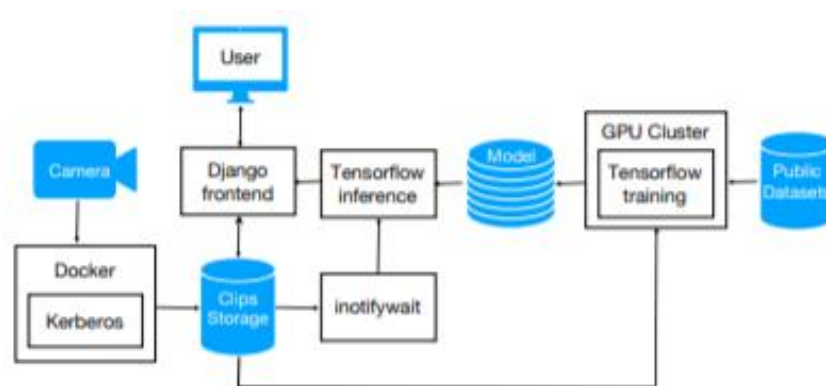 User
GPU Cluster
Camera
Django
frontend
Tensorflow
inference
Model
Tensorflow
training
Public
Datasets
Docker
Kerberos
Clips
Storage
inotifywait